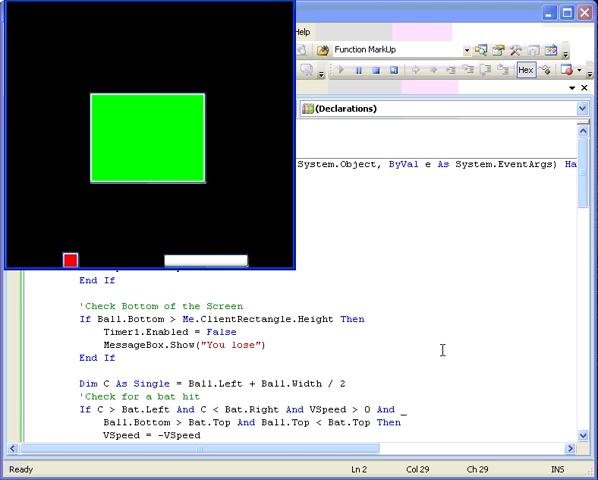 Help
Function MarkUp
Hex
(Declarations)
System.Object, ByVal e As System.EventArgs) Ha
End If
'Check Bottom of the Screen
If Ball.Bottom > Me.ClientRectangle.Height Then
Timer1.Enabled = False
MessageBox.Show("You lose")
End If
Dim C As Single = Ball.Left + Ball.Width / 2
'Check for a bat hit
If C > Bat.Left And C < Bat.Right And VSpeed > 0 And _
Ball.Bottom > Bat.Top And Ball.Top < Bat.Top Then
VSpeed = -VSpeed
Ready Ln 2 Col 29 Ch 29 INS